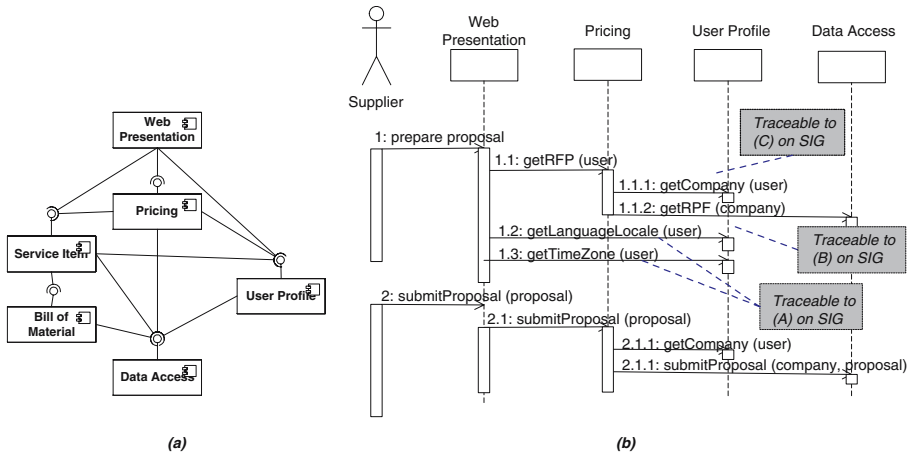 Web
Presentation
Pricing
Service Item
User Profile
Bill of
Material
Data Access
(a)
Supplier
Web
Presentation
Pricing
User Profile
Data Access
1: prepare proposal
1.1: getRFP (user)
Traceable to
(C) on SIG
1.1.1: getCompany (user)
1.1.2: getRPF (company)
1.2: getLanguageLocale (user)
Traceable to
(B) on SIG
1.3: getTimeZone (user)
2: submitProposal (proposal)
Traceable to
(A) on SIG
2.1: submitProposal (proposal)
2.1.1: getCompany (user)
2.1.1: submitProposal (company, proposal)
(b)